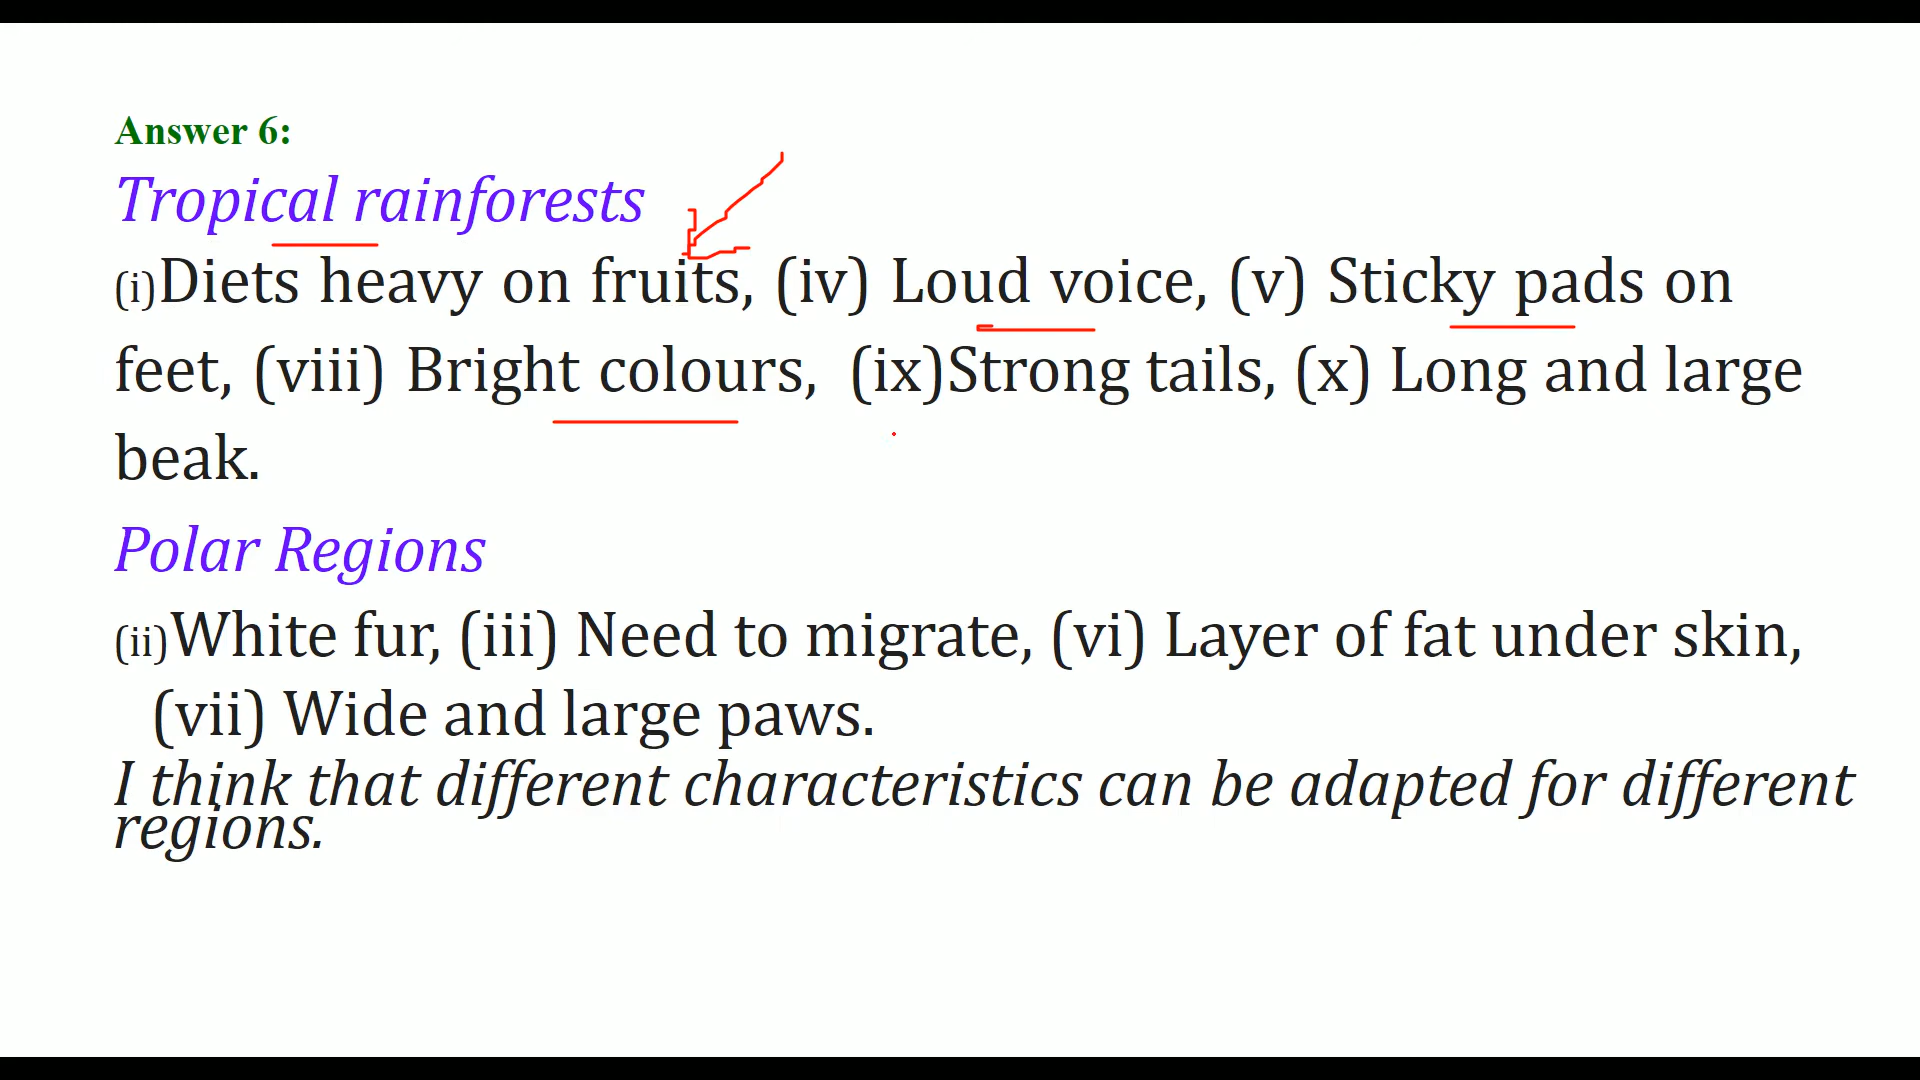 Answer 6:
Tropical rainforests
(i)Diets heavy on fruits, (iv) Loud voice, (v) Sticky pads on
feet, (viii) Bright colours, (ix)Strong tails, (x) Long and large
beak.
Polar Regions
(ii)White fur, (iii) Need to migrate, (vi) Layer of fat under skin,
(vii) Wide and large paws.
I think that different characteristics can be adapted for different
regions.